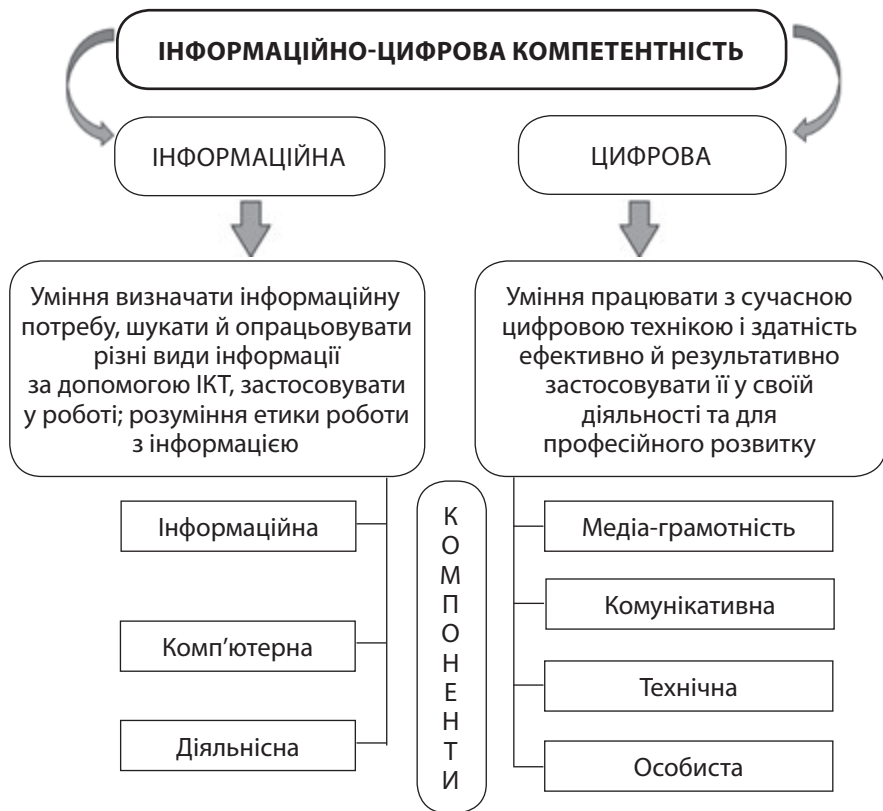 ІНФОРМАЦІЙНО-ЦИФРОВА КОМПЕТЕНТНІСТЬ
ІНФОРМАЦІЙНА
ЦИФРОВА
Уміння визначати інформаційну
потребу, шукати й опрацьовувати
різні види інформації
за допомогою ІКТ, застосовувати
у роботі; розуміння етики роботи
з інформацією
Уміння працювати з сучасною
цифровою технікою і здатність
ефективно й результативно
застосовувати її у своїй
діяльності та для
професійного розвитку
Інформаційна
Комп’ютерна
Діяльнісна
КОМПОНЕНТИ
Медіа-грамотність
Комунікативна
Технічна
Особиста